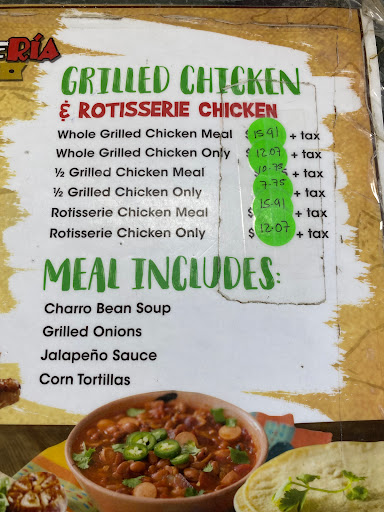 RÍA
GRILLED CHICKEN
& ROTISSERIE CHICKEN
Whole Grilled Chicken Meal $15.91 + tax
Whole Grilled Chicken Only $12.07 + tax
½ Grilled Chicken Meal 10.75 + tax
½ Grilled Chicken Only 7.75 + tax
Rotisserie Chicken Meal $15.91 + tax
Rotisserie Chicken Only $12.07 + tax
MEAL INCLUDES:
Charro Bean Soup
Grilled Onions
Jalapeño Sauce
Corn Tortillas